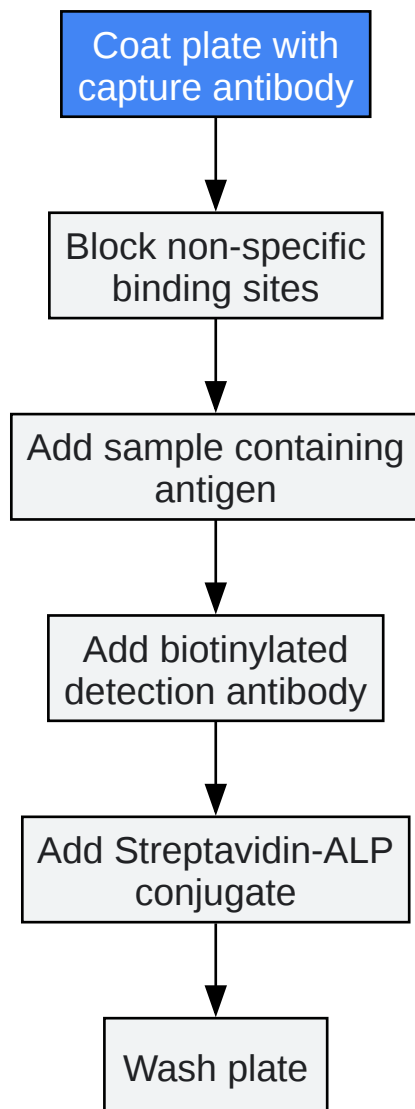 Coat plate with
capture antibody
Block non-specific
binding sites
Add sample containing
antigen
Add biotinylated
detection antibody
Add Streptavidin-ALP
conjugate
Wash plate